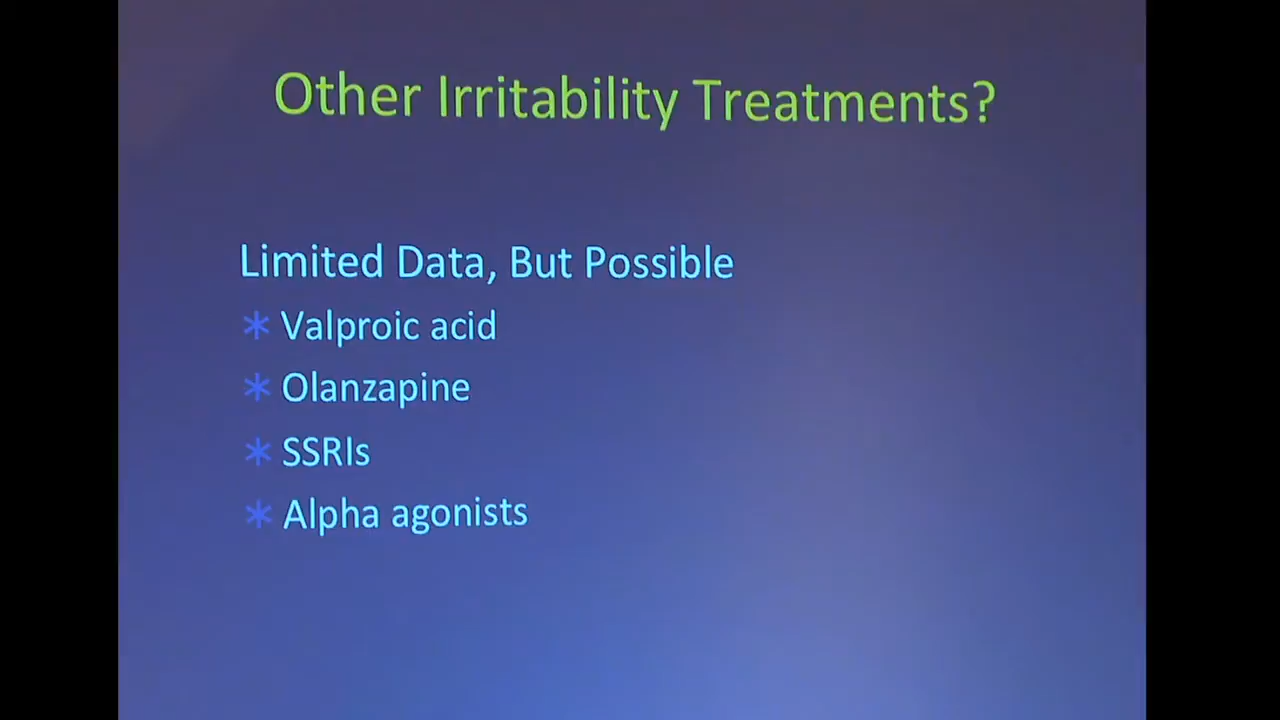 Other Irritability Treatments?
Limited Data, But Possible
* Valproic acid
* Olanzapine
* SSRIs
* Alpha agonists